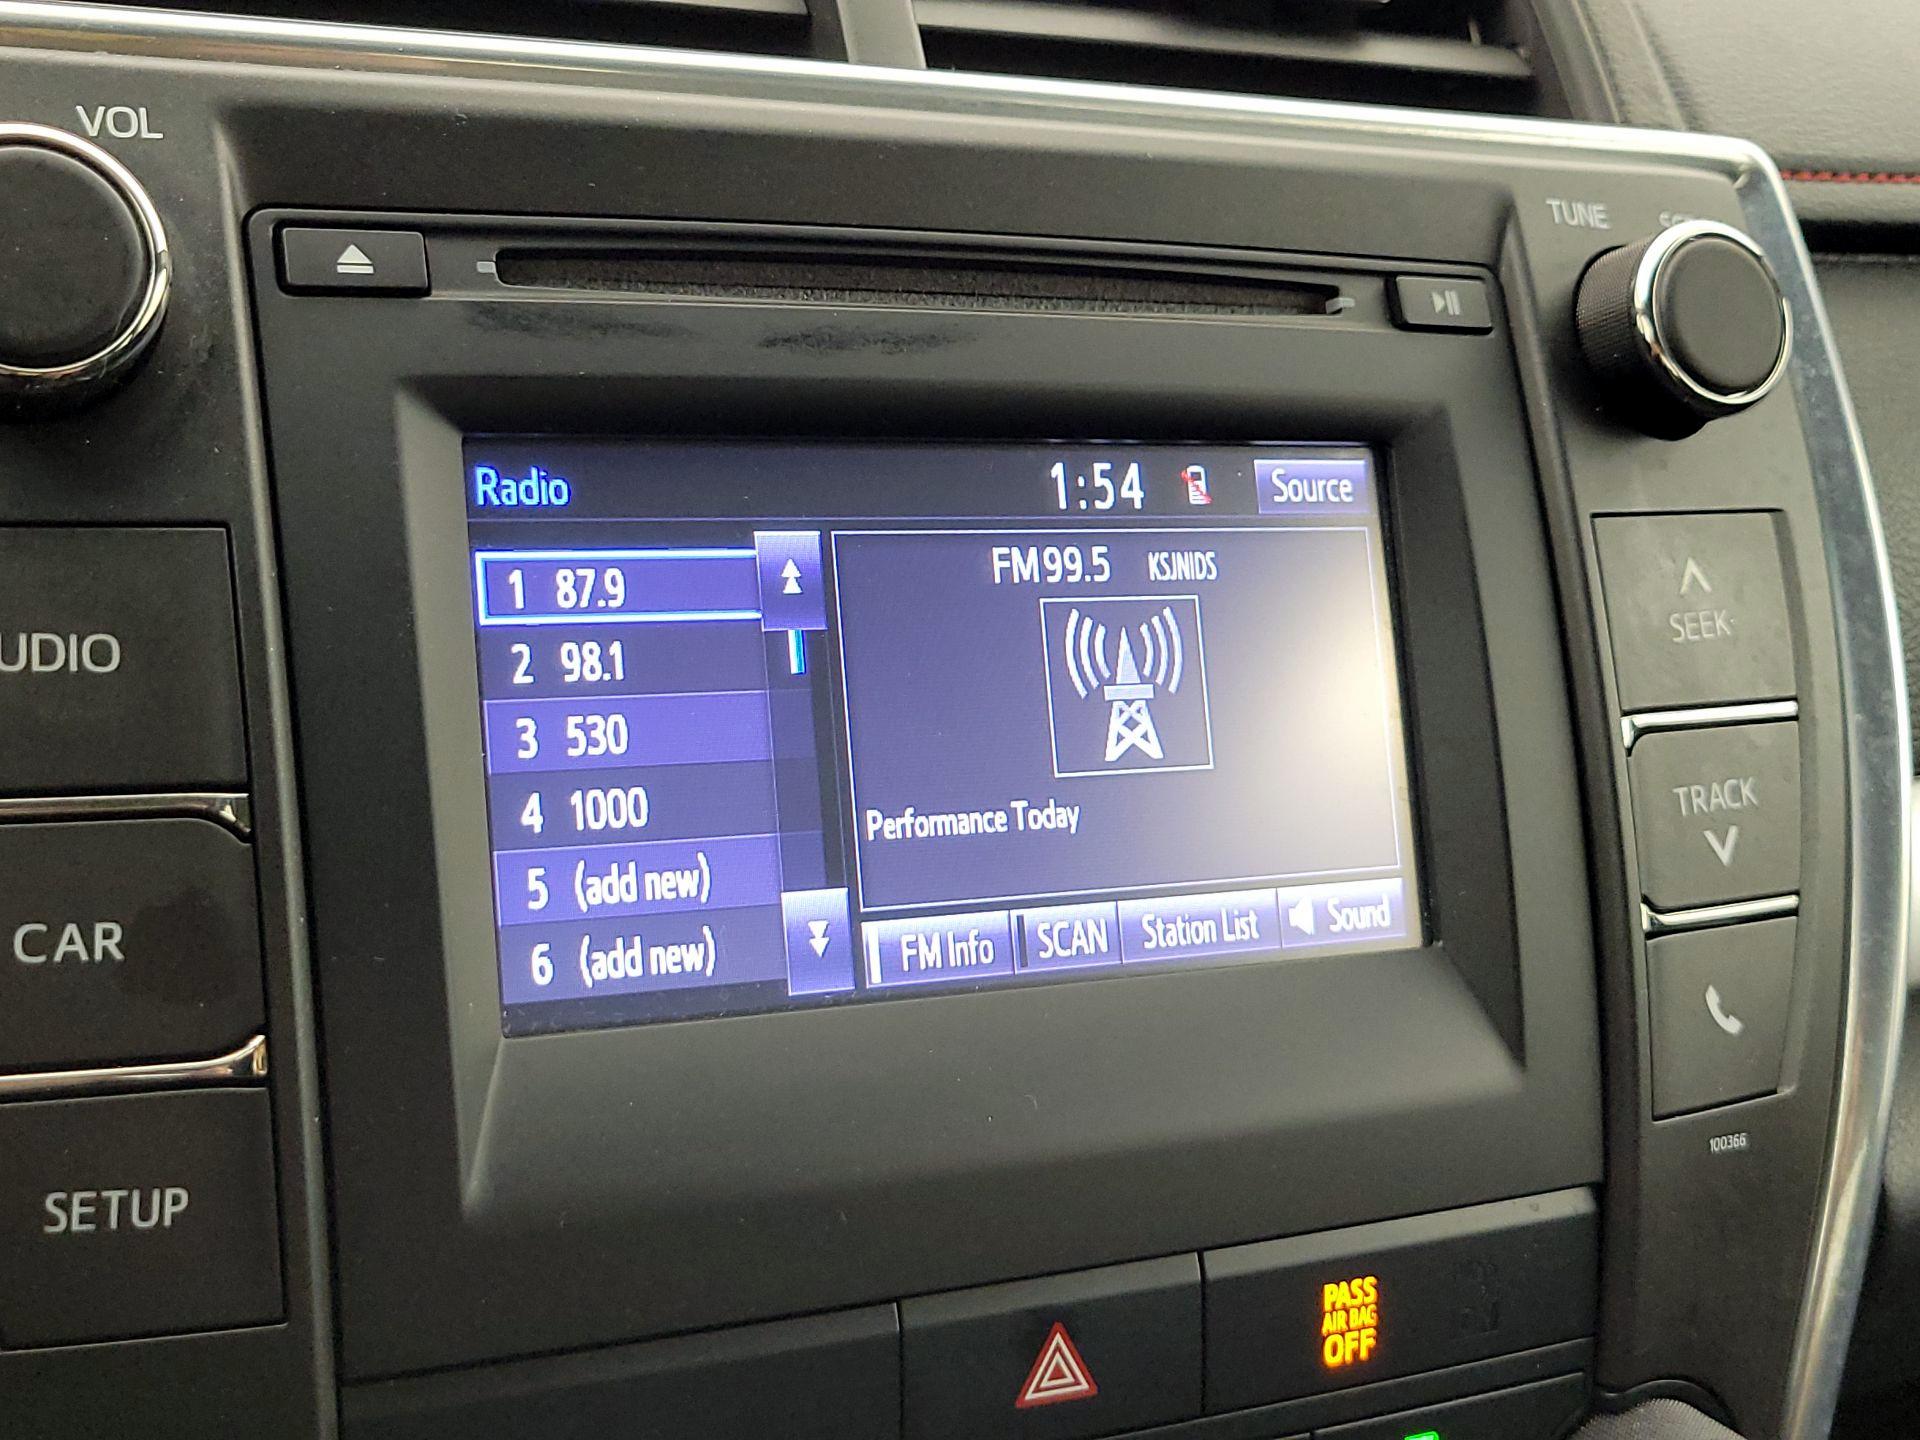 VOL
TUNE
Radio
1:54
Source
1 87.9
2 98.1
3 530
4 1000
5 (add new)
6 (add new)
FM 99.5 KSJNIDS
Performance Today
FM Info
SCAN
Station List
Sound
UDIO
CAR
SETUP
SEEK
TRACK
100366
PASS
AIR BAG
OFF